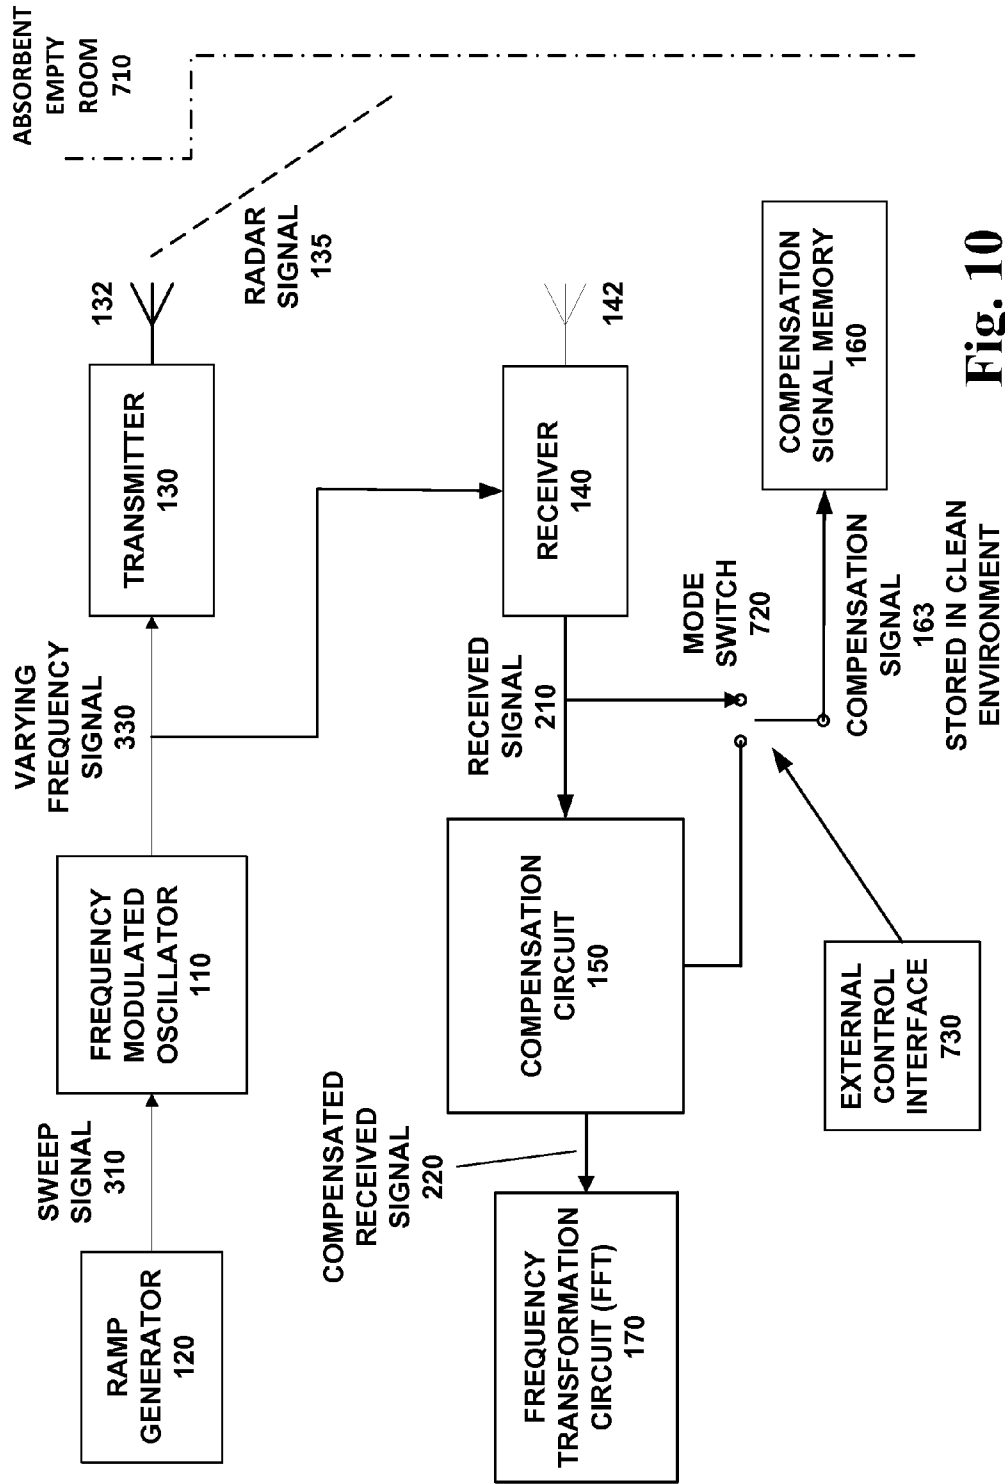 RAMP
GENERATOR
120
SWEEP
SIGNAL
310
FREQUENCY
MODULATED
OSCILLATOR
110
VARYING
FREQUENCY
SIGNAL
330
TRANSMITTER
130
132
ABSORBENT
EMPTY
ROOM
710
RADAR
SIGNAL
135
COMPENSATED
RECEIVED
SIGNAL
220
FREQUENCY
TRANSFORMATION
CIRCUIT (FFT)
170
COMPENSATION
CIRCUIT
150
RECEIVED
SIGNAL
210
RECEIVER
140
142
MODE
SWITCH
720
EXTERNAL
CONTROL
INTERFACE
730
COMPENSATION
SIGNAL
163
STORED IN CLEAN
ENVIRONMENT
COMPENSATION
SIGNAL MEMORY
160
Fig. 10